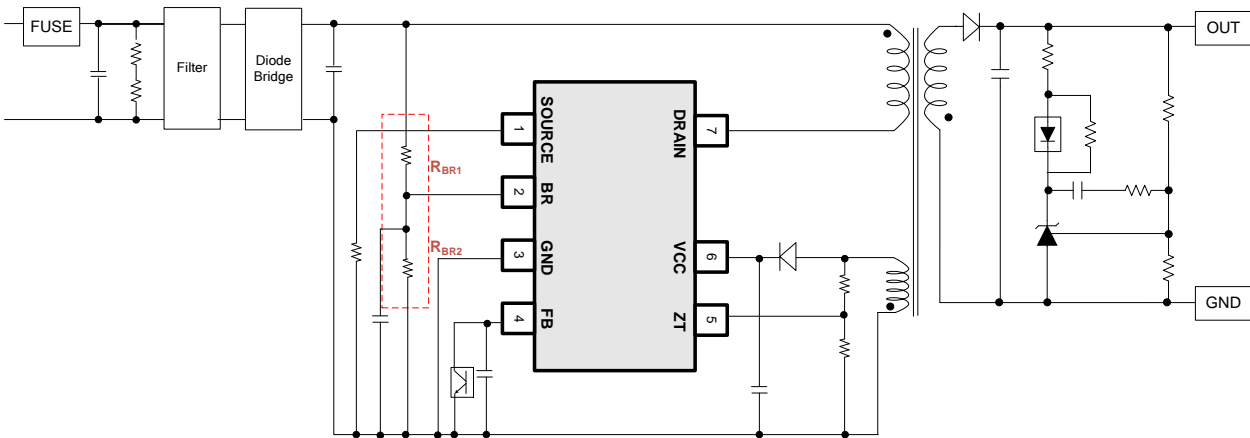 FUSE
Filter
Diode
Bridge
OUT
GND
R_BR1
R_BR2
1
SOURCE
2
BR
3
GND
4
FB
7
DRAIN
6
VCC
5
ZT